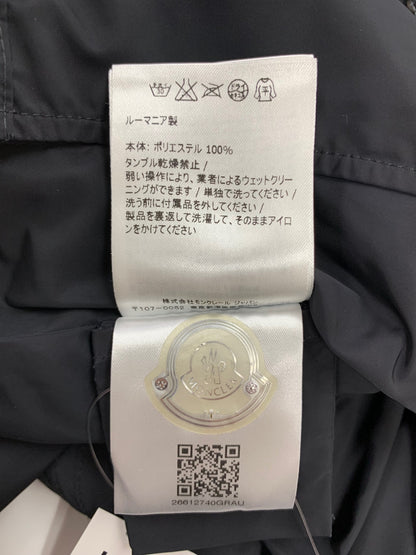 ルーマニア製
本体: ポリエステル 100%
タンブル乾燥禁止 /
弱い操作により、業者によるウェットクリー
ニングができます / 単独で洗ってください /
洗う前に付属品を外してください /
製品を裏返して洗濯して、そのままアイロ
ンをかけてください
株式会社モンクレール ジャパン
〒107-0052
MONCLER
26612740GRAU